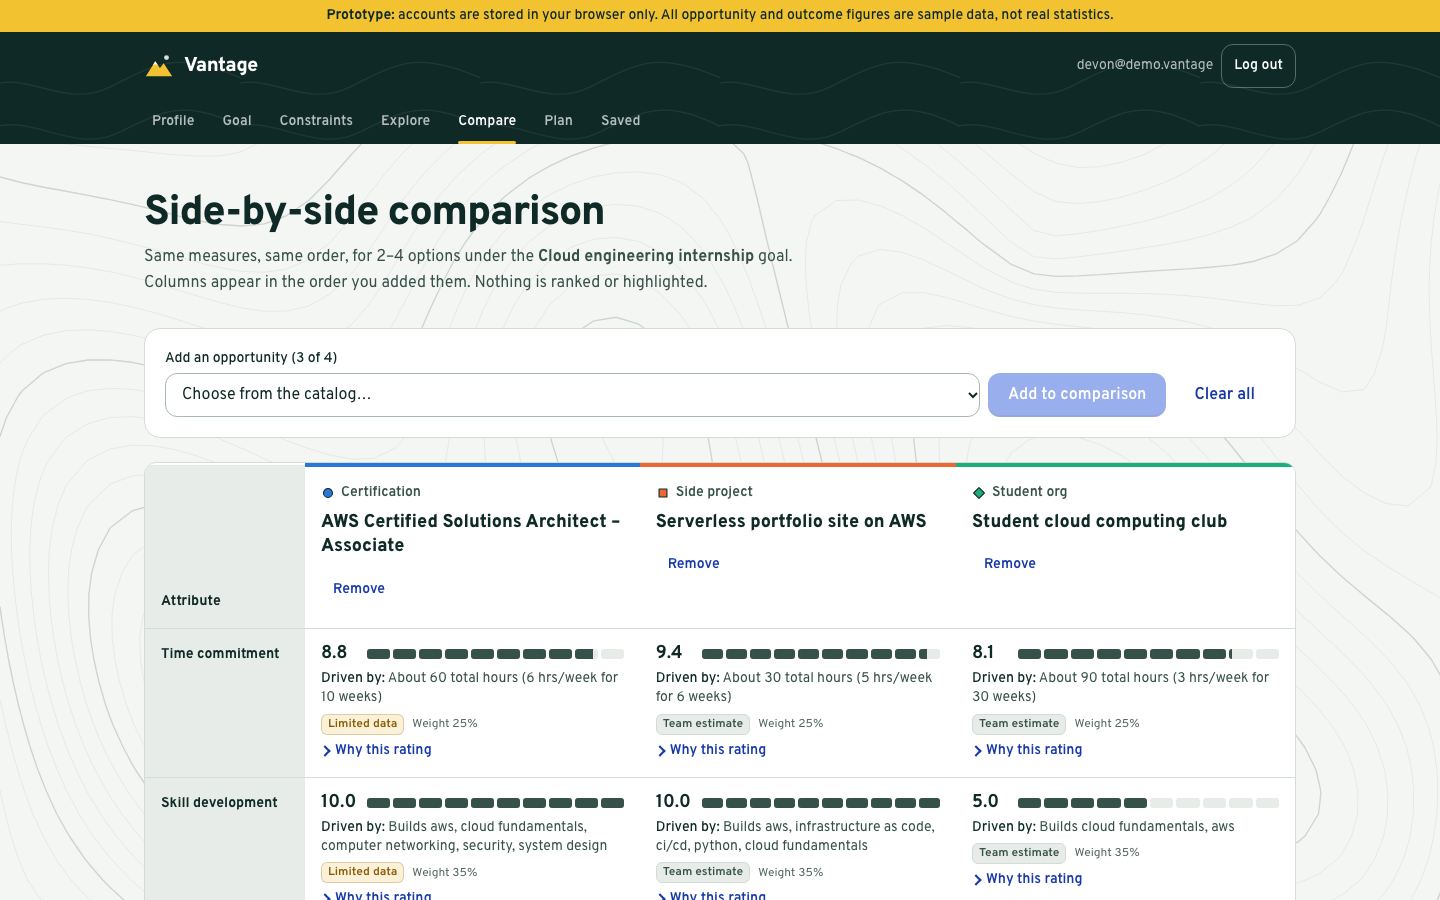 Prototype: accounts are stored in your browser only. All opportunity and outcome figures are sample data, not real statistics.
Vantage
devon@demo.vantage
Log out
Profile
Goal
Constraints
Explore
Compare
Plan
Saved
Side-by-side comparison
Same measures, same order, for 2–4 options under the Cloud engineering internship goal.
Columns appear in the order you added them. Nothing is ranked or highlighted.
Add an opportunity (3 of 4)
Choose from the catalog...
Add to comparison
Clear all
Attribute
Certification
AWS Certified Solutions Architect –
Associate
Remove
Side project
Serverless portfolio site on AWS
Remove
Student org
Student cloud computing club
Remove
Time commitment
8.8
Driven by: About 60 total hours (6 hrs/week for
10 weeks)
Limited data
Weight 25%
Why this rating
9.4
Driven by: About 30 total hours (5 hrs/week
for 6 weeks)
Team estimate
Weight 25%
Why this rating
8.1
Driven by: About 90 total hours (3 hrs/week for
30 weeks)
Team estimate
Weight 25%
Why this rating
Skill development
10.0
Driven by: Builds aws, cloud fundamentals,
computer networking, security, system design
Limited data
Weight 35%
Why this rating
10.0
Driven by: Builds aws, infrastructure as code,
ci/cd, python, cloud fundamentals
Team estimate
Weight 35%
Why this rating
5.0
Driven by: Builds cloud fundamentals, aws
Team estimate
Weight 35%
Why this rating